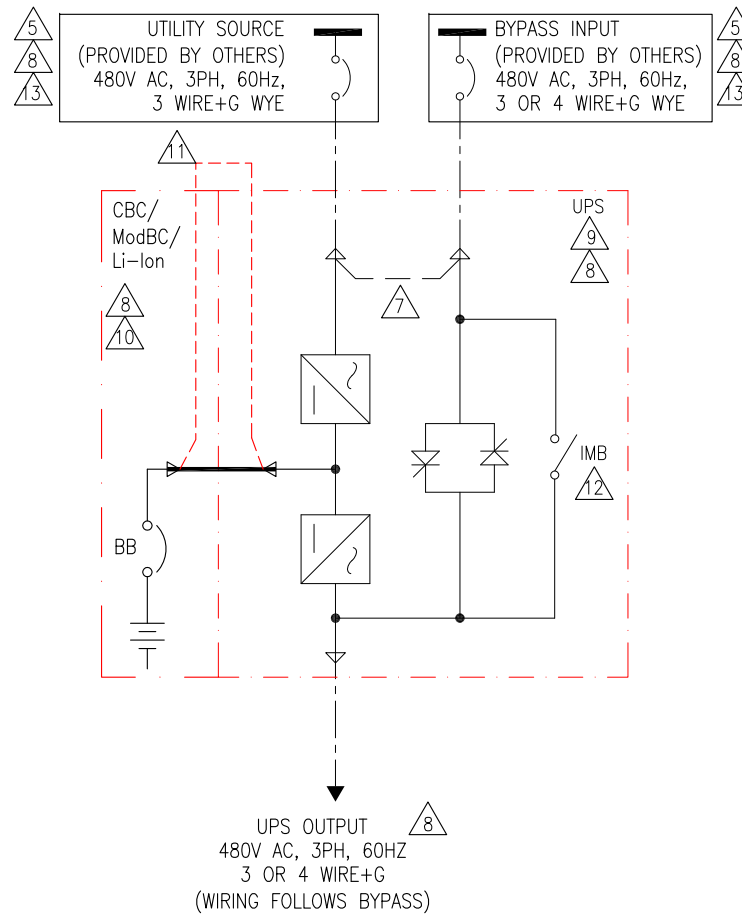 5
8
13
UTILITY SOURCE
(PROVIDED BY OTHERS)
480V AC, 3PH, 60Hz,
3 WIRE+G WYE
BYPASS INPUT
(PROVIDED BY OTHERS)
480V AC, 3PH, 60Hz,
3 OR 4 WIRE+G WYE
5
8
13
11
CBC/
ModBC/
Li-Ion
8
10
UPS
9
8
7
IMB
12
BB
UPS OUTPUT
8
480V AC, 3PH, 60HZ
3 OR 4 WIRE+G
(WIRING FOLLOWS BYPASS)